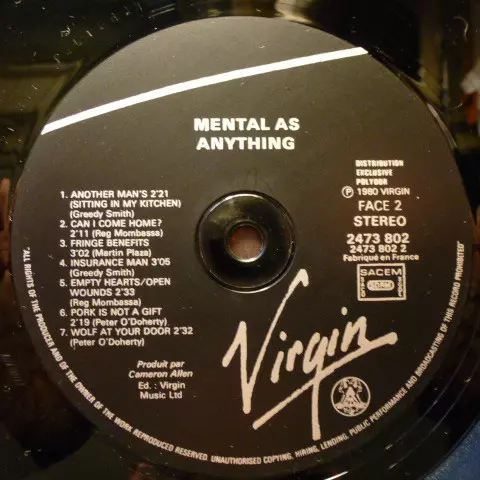 MENTAL AS
ANYTHING
DISTRIBUTION
EXCLUSIVE
POLYDOR
Ⓟ 1980 VIRGIN
FACE 2
STEREO
2473 802
2473 802 2
Fabriqué en France
SACEM
1. ANOTHER MAN'S 2'21
(SITTING IN MY KITCHEN)
(Greedy Smith)
2. CAN I COME HOME?
2'11 (Reg Mombassa)
3. FRINGE BENEFITS
3'02 (Martin Plaza)
4. INSURANCE MAN 3'05
(Greedy Smith)
5. EMPTY HEARTS/OPEN
WOUNDS 2'33
(Reg Mombassa)
6. PORK IS NOT A GIFT
2'19 (Peter O'Doherty)
7. WOLF AT YOUR DOOR 2'32
(Peter O'Doherty)
Produit par
Cameron Allen
Ed. : Virgin
Music Ltd
Virgin
"ALL RIGHTS OF THE PRODUCER AND OF THE OWNER OF THE WORK REPRODUCED RESERVED. UNAUTHORISED COPYING, HIRING, LENDING, PUBLIC PERFORMANCE AND BROADCASTING OF THIS RECORD PROHIBITED"